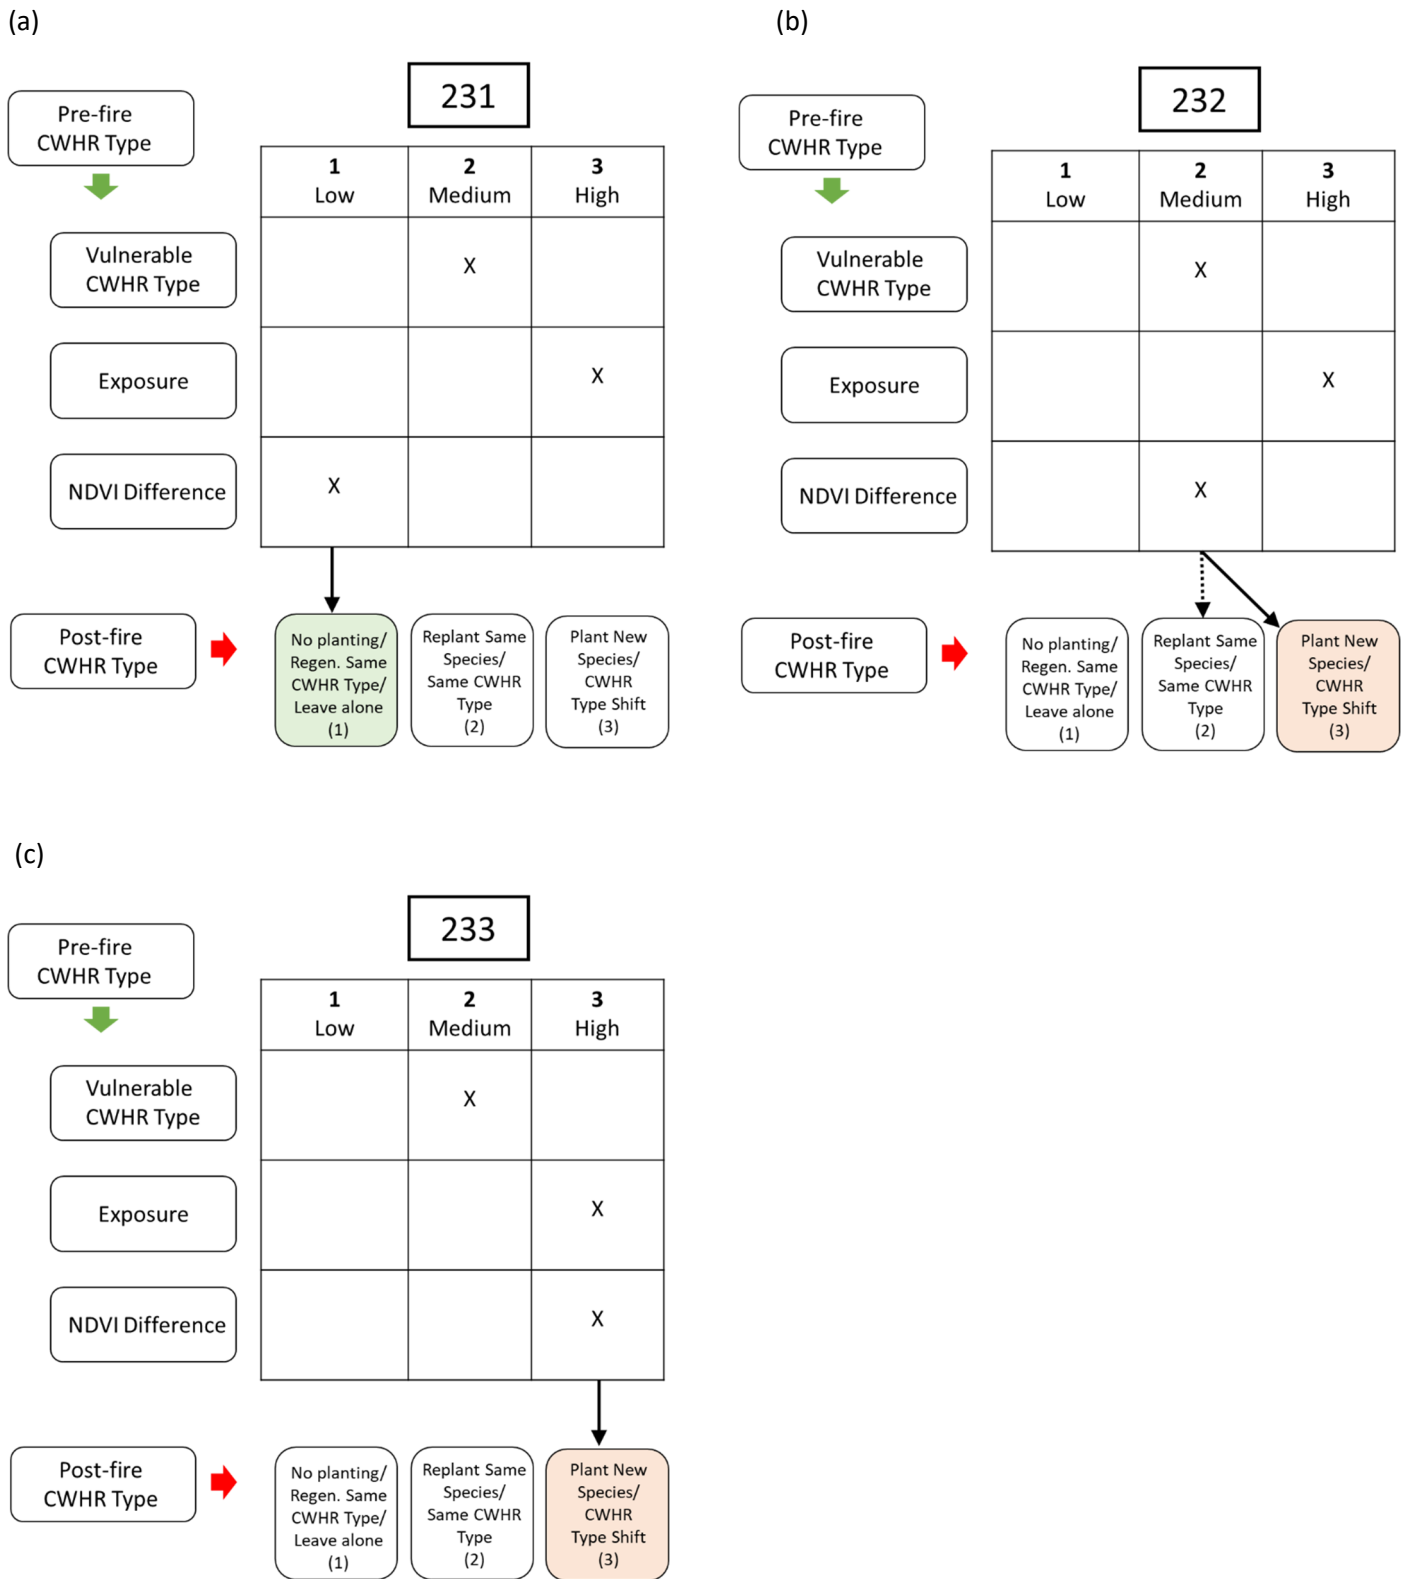 (a)
231
Pre-fire
CWHR Type
1
Low
2
Medium
3
High
Vulnerable
CWHR Type
X
Exposure
X
NDVI Difference
X
Post-fire
CWHR Type
No planting/
Regen. Same
CWHR Type/
Leave alone
(1)
Replant Same
Species/
Same CWHR
Type
(2)
Plant New
Species/
CWHR
Type Shift
(3)
(b)
232
Pre-fire
CWHR Type
1
Low
2
Medium
3
High
Vulnerable
CWHR Type
X
Exposure
X
NDVI Difference
X
Post-fire
CWHR Type
No planting/
Regen. Same
CWHR Type/
Leave alone
(1)
Replant Same
Species/
Same CWHR
Type
(2)
Plant New
Species/
CWHR
Type Shift
(3)
(c)
233
Pre-fire
CWHR Type
1
Low
2
Medium
3
High
Vulnerable
CWHR Type
X
Exposure
X
NDVI Difference
X
Post-fire
CWHR Type
No planting/
Regen. Same
CWHR Type/
Leave alone
(1)
Replant Same
Species/
Same CWHR
Type
(2)
Plant New
Species/
CWHR
Type Shift
(3)